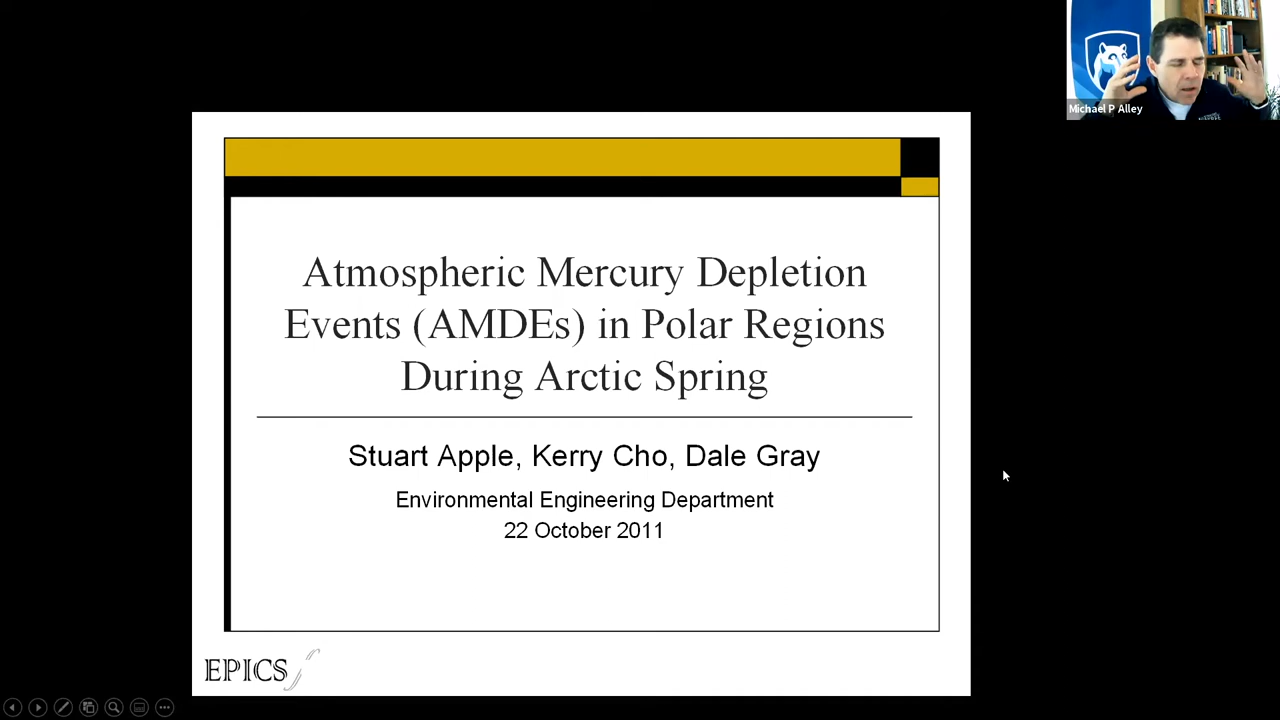 Michael P Alley
Atmospheric Mercury Depletion
Events (AMDEs) in Polar Regions
During Arctic Spring
Stuart Apple, Kerry Cho, Dale Gray
Environmental Engineering Department
22 October 2011
EPICS